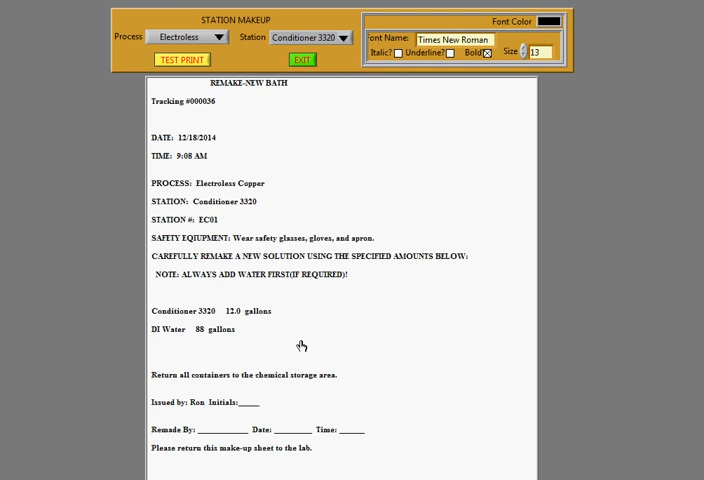 STATION MAKEUP
Font Color
Process Electroless Station Conditioner 3320
Font Name: Times New Roman
Italic? Underline? Bold Size 13
TEST PRINT EXIT
REMAKE-NEW BATH
Tracking #000036
DATE: 12/18/2014
TIME: 9:08 AM
PROCESS: Electroless Copper
STATION: Conditioner 3320
STATION #: EC01
SAFETY EQIUPMENT: Wear safety glasses, gloves, and apron.
CAREFULLY REMAKE A NEW SOLUTION USING THE SPECIFIED AMOUNTS BELOW:
NOTE: ALWAYS ADD WATER FIRST(IF REQUIRED)!
Conditioner 3320 12.0 gallons
DI Water 88 gallons
Return all containers to the chemical storage area.
Issued by: Ron Initials:_____
Remade By: ____________ Date: _________ Time: ______
Please return this make-up sheet to the lab.